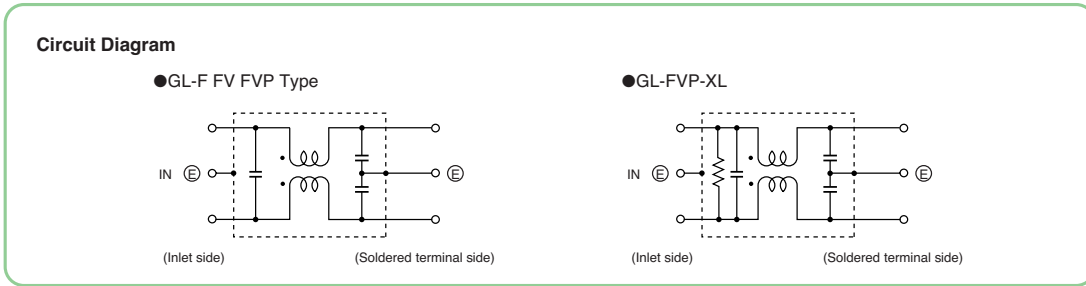 Circuit Diagram
●GL-F FV FVP Type
IN Ⓔ Ⓔ
(Inlet side) (Soldered terminal side)
●GL-FVP-XL
IN Ⓔ Ⓔ
(Inlet side) (Soldered terminal side)